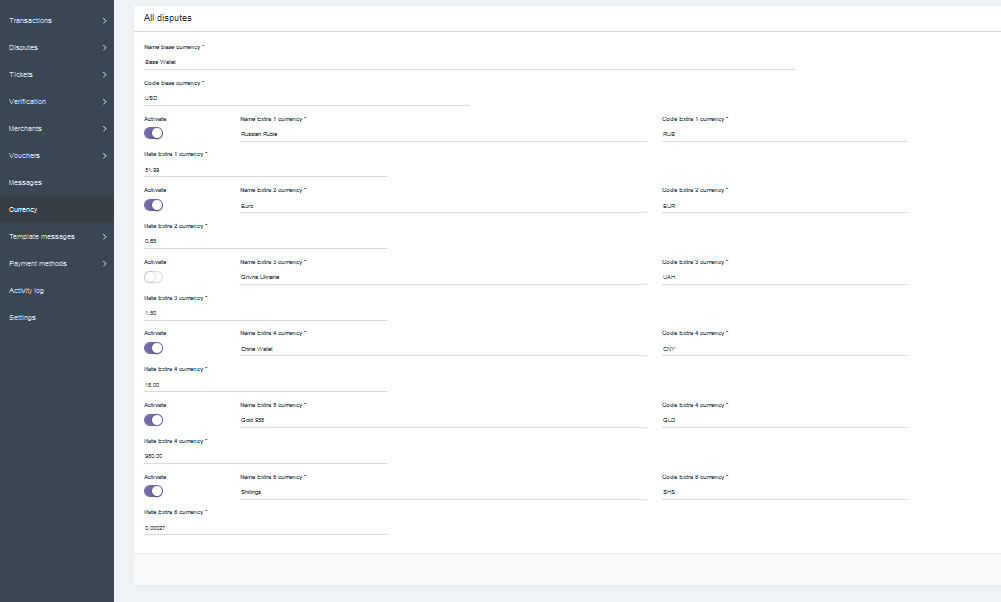 Transactions
Disputes
Tickets
Verification
Merchants
Vouchers
Messages
Currency
Template messages
Payment methods
Activity log
Settings
All disputes
Name base currency *
Base Wallet
Code base currency *
USD
Activate Name Extra 1 currency * Code Extra 1 currency *
Russian Ruble RUB
Rate Extra 1 currency *
51.99
Activate Name Extra 2 currency * Code Extra 2 currency *
Euro EUR
Rate Extra 2 currency *
0.85
Activate Name Extra 3 currency * Code Extra 3 currency *
Grivna Ukraine UAH
Rate Extra 3 currency *
1.50
Activate Name Extra 4 currency * Code Extra 4 currency *
China Wallet CNY
Rate Extra 4 currency *
15.00
Activate Name Extra 5 currency * Code Extra 4 currency *
Gold 955 GLD
Rate Extra 4 currency *
950.00
Activate Name Extra 6 currency * Code Extra 6 currency *
Shilings SHS
Rate Extra 6 currency *
0.00027